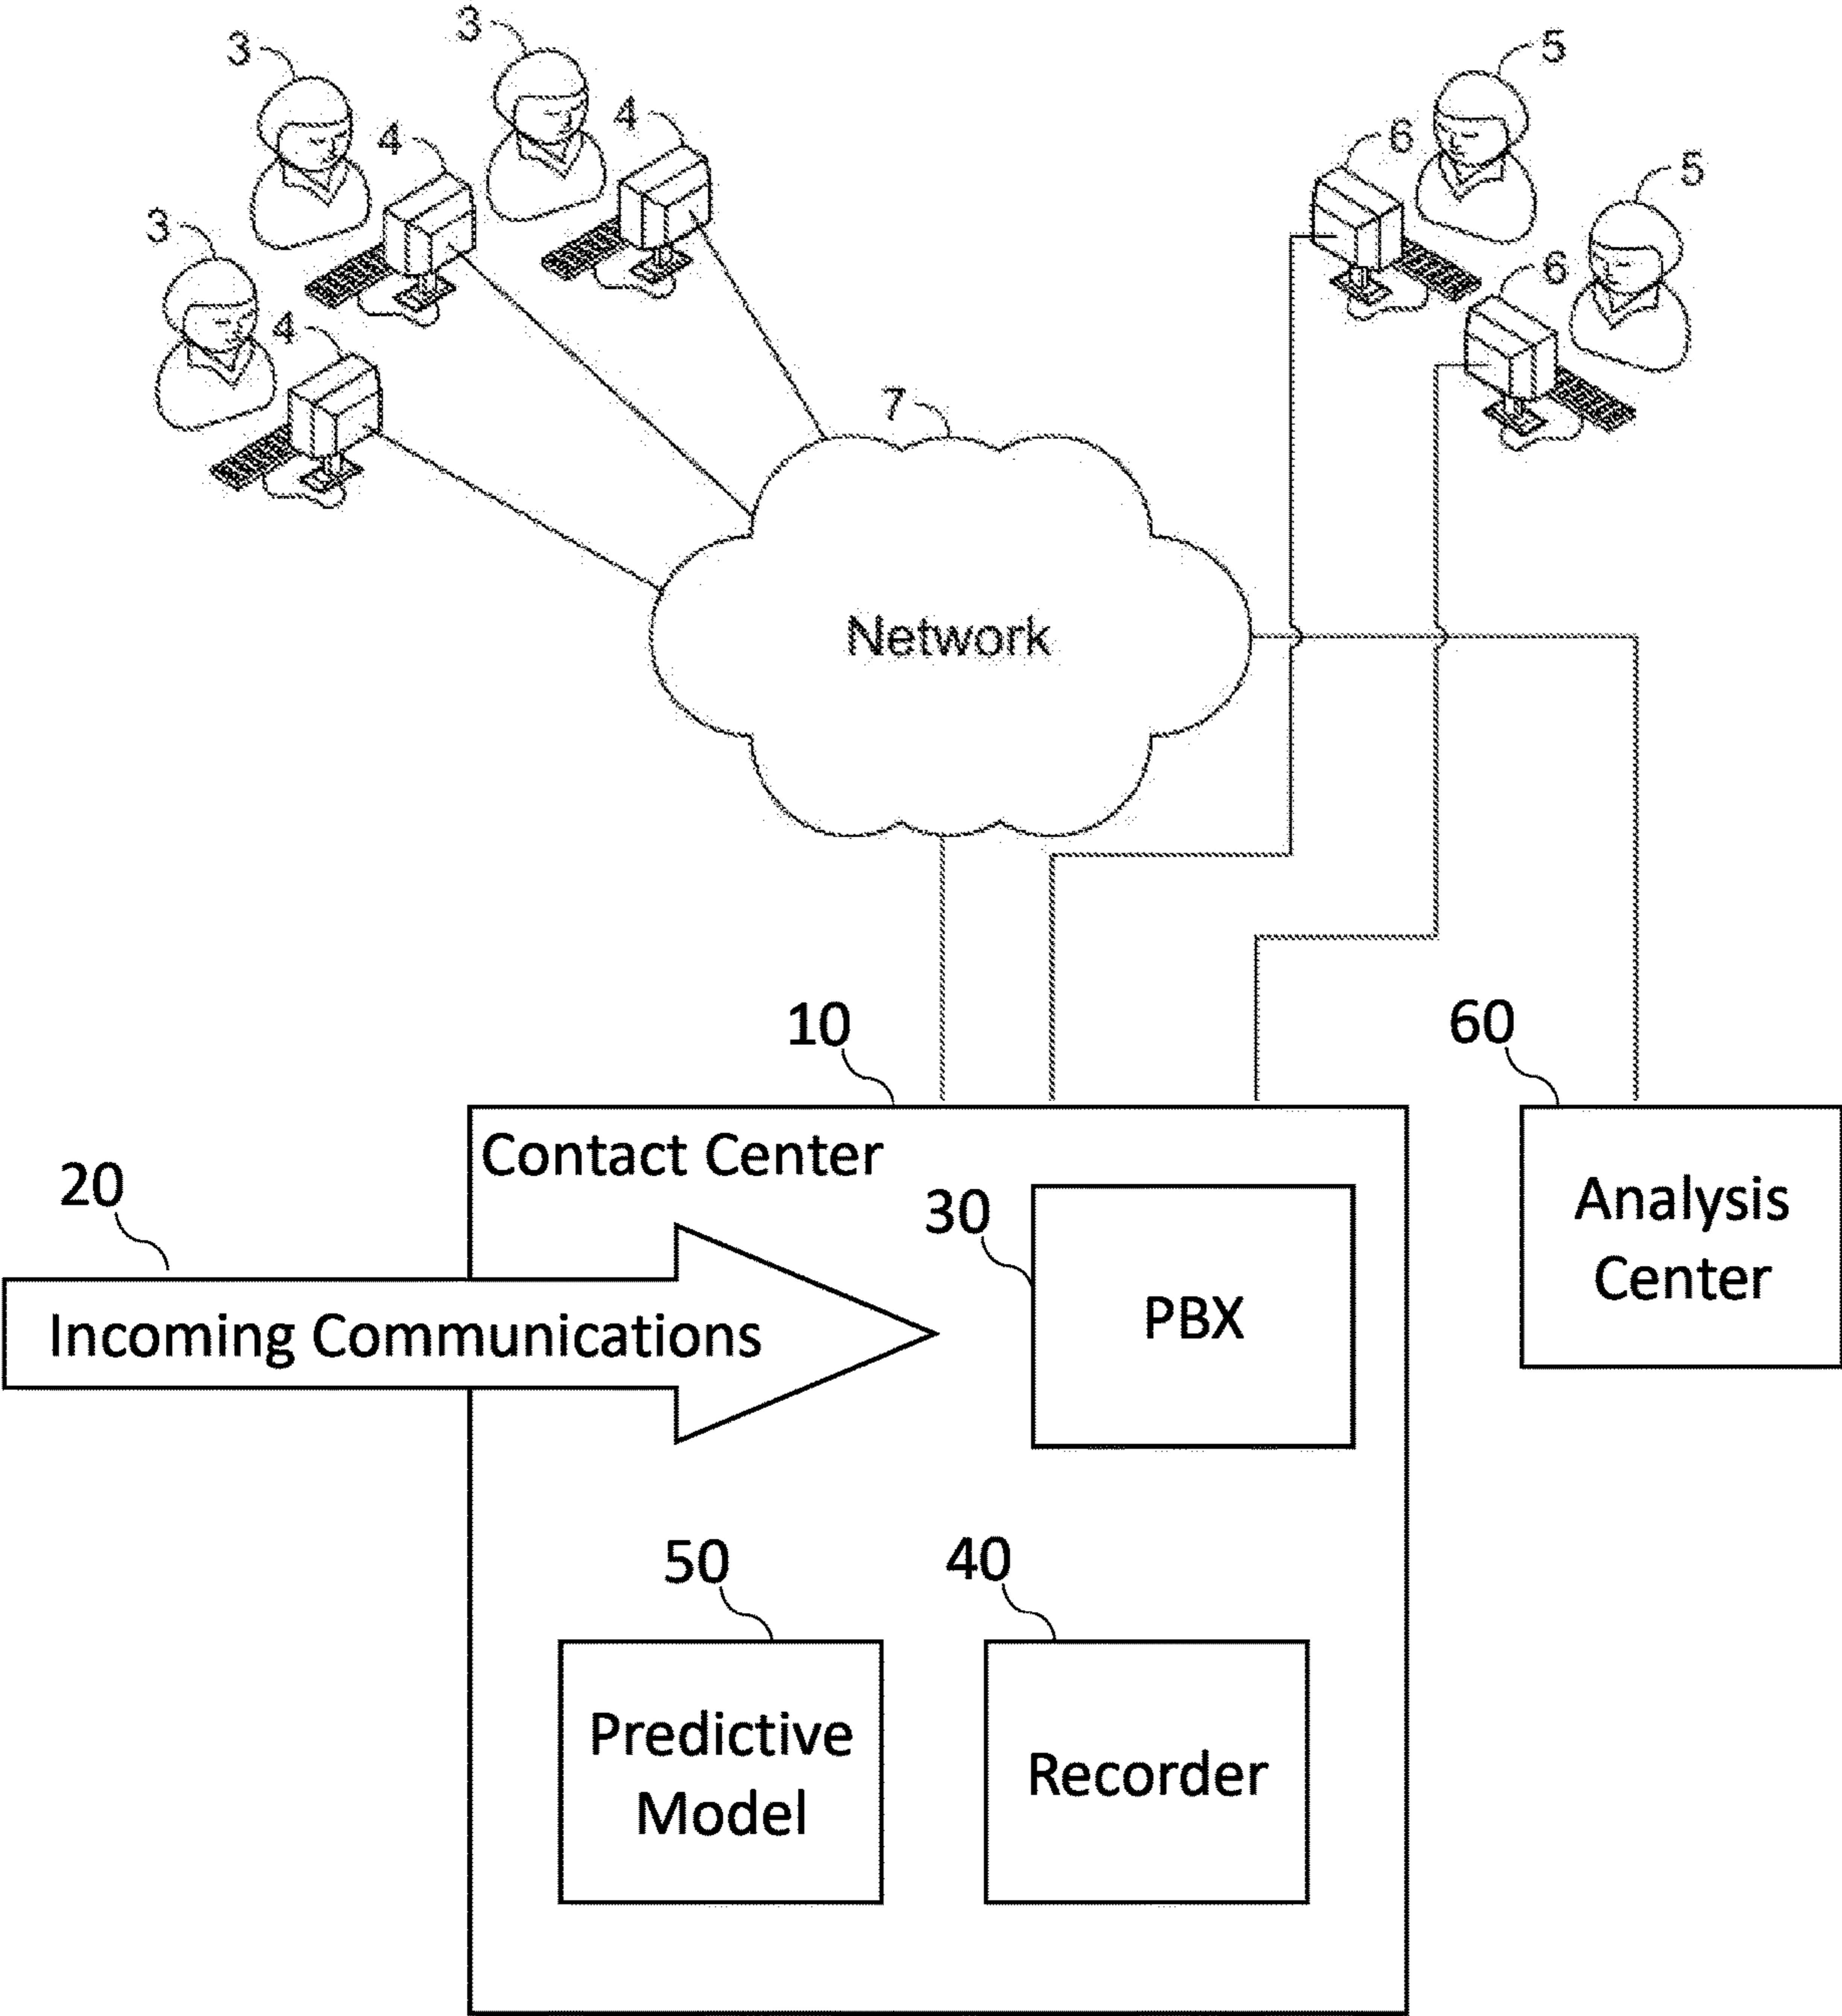 3
3
5
4
4
6
5
3
6
4
7
Network
10
60
Contact Center
20
30
Analysis
Center
PBX
Incoming Communications
50
40
Predictive
Model
Recorder